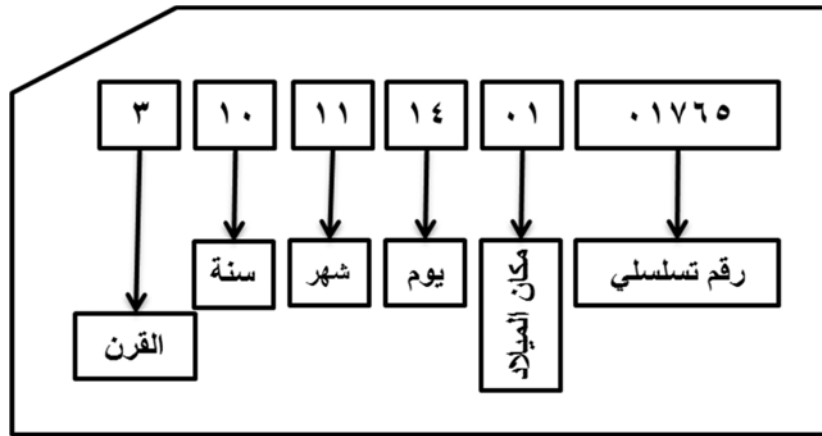 ٣ ١٠ ١١ ١٤ ٠١ ٠١٧٦٥
القرن سنة شهر يوم مكان الميلاد رقم تسلسلي